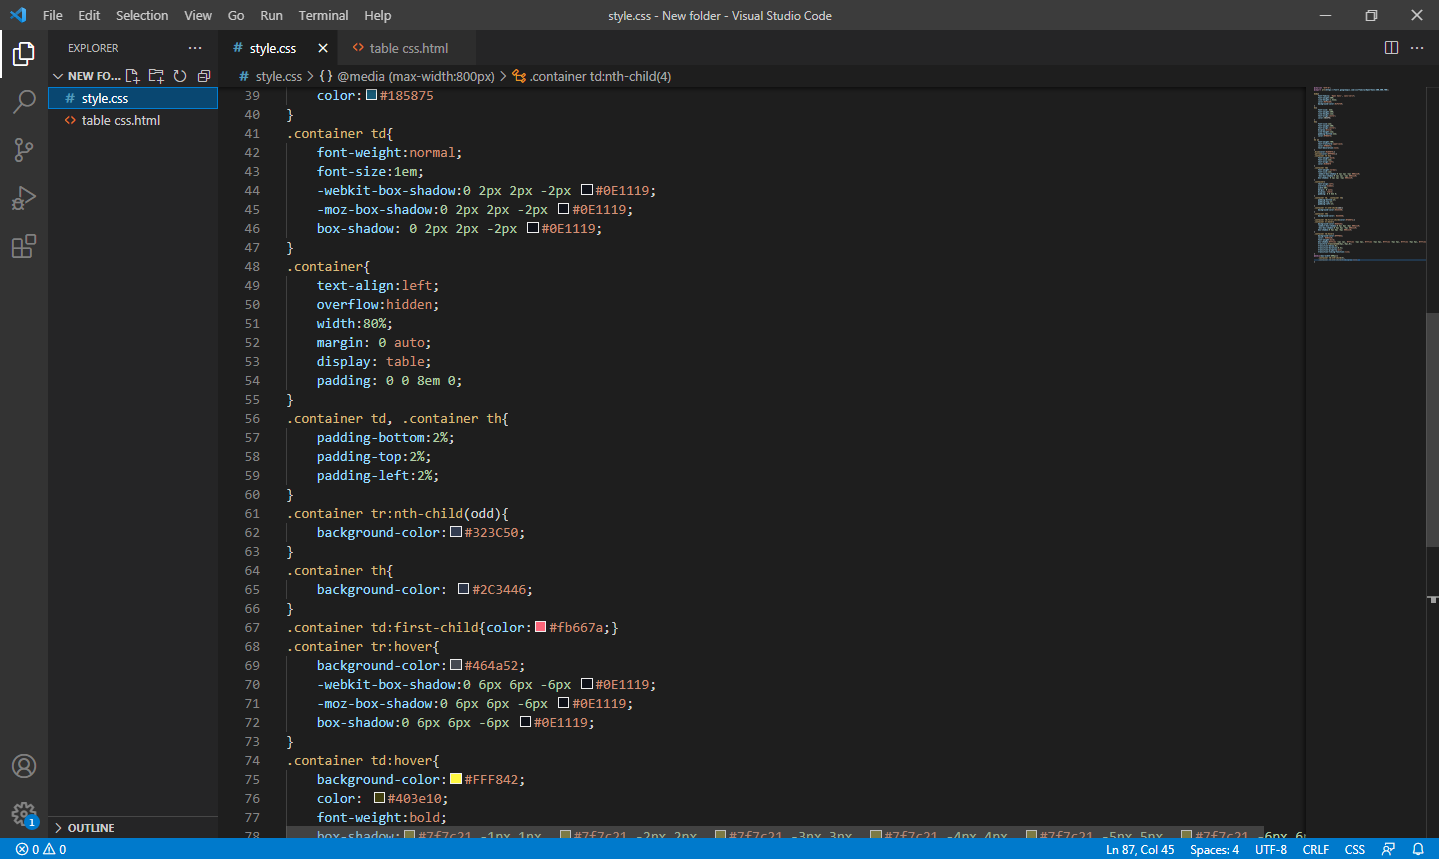 File Edit Selection View Go Run Terminal Help
style.css - New folder - Visual Studio Code
EXPLORER
NEW FO...
# style.css
<> table css.html
# style.css
<> table css.html
# style.css > {} @media (max-width:800px) > .container td:nth-child(4)
39 color: #185875
40 }
41 .container td{
42 font-weight:normal;
43 font-size:1em;
44 -webkit-box-shadow:0 2px 2px -2px #0E1119;
45 -moz-box-shadow:0 2px 2px -2px #0E1119;
46 box-shadow: 0 2px 2px -2px #0E1119;
47 }
48 .container{
49 text-align:left;
50 overflow:hidden;
51 width:80%;
52 margin: 0 auto;
53 display: table;
54 padding: 0 0 8em 0;
55 }
56 .container td, .container th{
57 padding-bottom:2%;
58 padding-top:2%;
59 padding-left:2%;
60 }
61 .container tr:nth-child(odd){
62 background-color: #323C50;
63 }
64 .container th{
65 background-color: #2C3446;
66 }
67 .container td:first-child{color: #fb667a;}
68 .container tr:hover{
69 background-color: #464a52;
70 -webkit-box-shadow:0 6px 6px -6px #0E1119;
71 -moz-box-shadow:0 6px 6px -6px #0E1119;
72 box-shadow:0 6px 6px -6px #0E1119;
73 }
74 .container td:hover{
75 background-color: #FFF842;
76 color: #403e10;
77 font-weight:bold;
78 box-shadow: #7f7c21 -1px 1px, #7f7c21 -2px 2px, #7f7c21 -3px 3px, #7f7c21 -4px 4px, #7f7c21 -5px 5px, #7f7c21 -6px
OUTLINE
1
0 0
Ln 87, Col 45 Spaces: 4 UTF-8 CRLF CSS